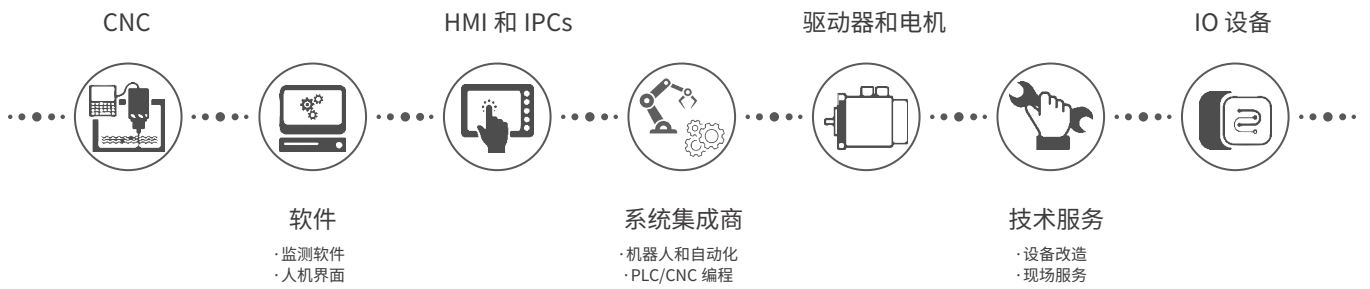 CNC
HMI 和 IPCs
驱动器和电机
IO 设备
软件
·监测软件
·人机界面
系统集成商
·机器人和自动化
·PLC/CNC 编程
技术服务
·设备改造
·现场服务